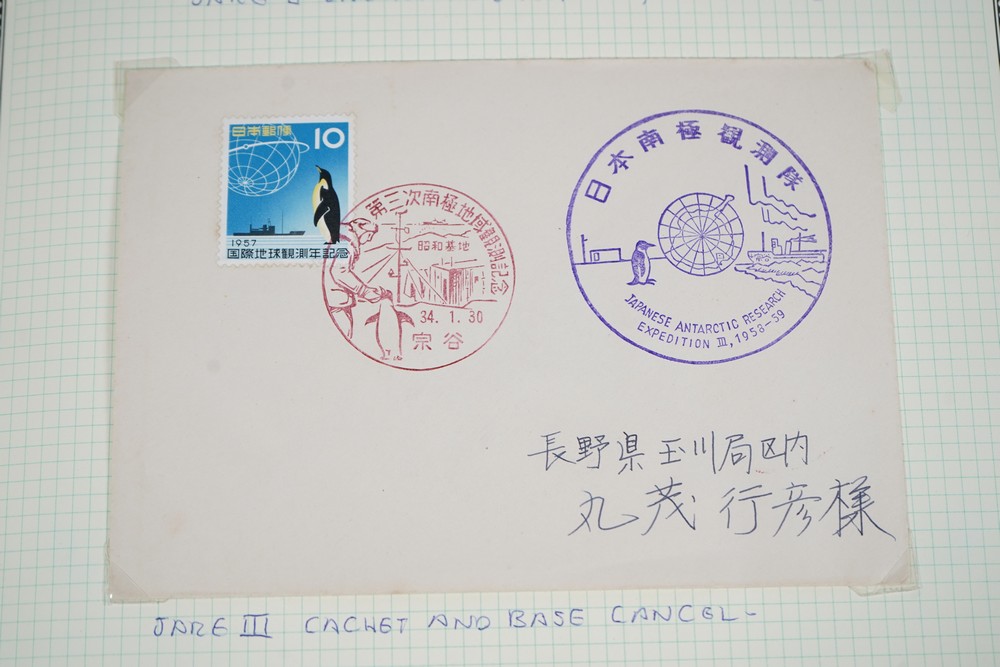 日本郵便
10
1957
国際地球観測年記念
第三次南極地域観測記念
昭和基地
34.1.30
宗谷
日本南極観測隊
JAPANESE ANTARCTIC RESEARCH
EXPEDITION III, 1958-59
長野県玉川局区内
丸茂行彦様
JARE III CACHET AND BASE CANCEL-